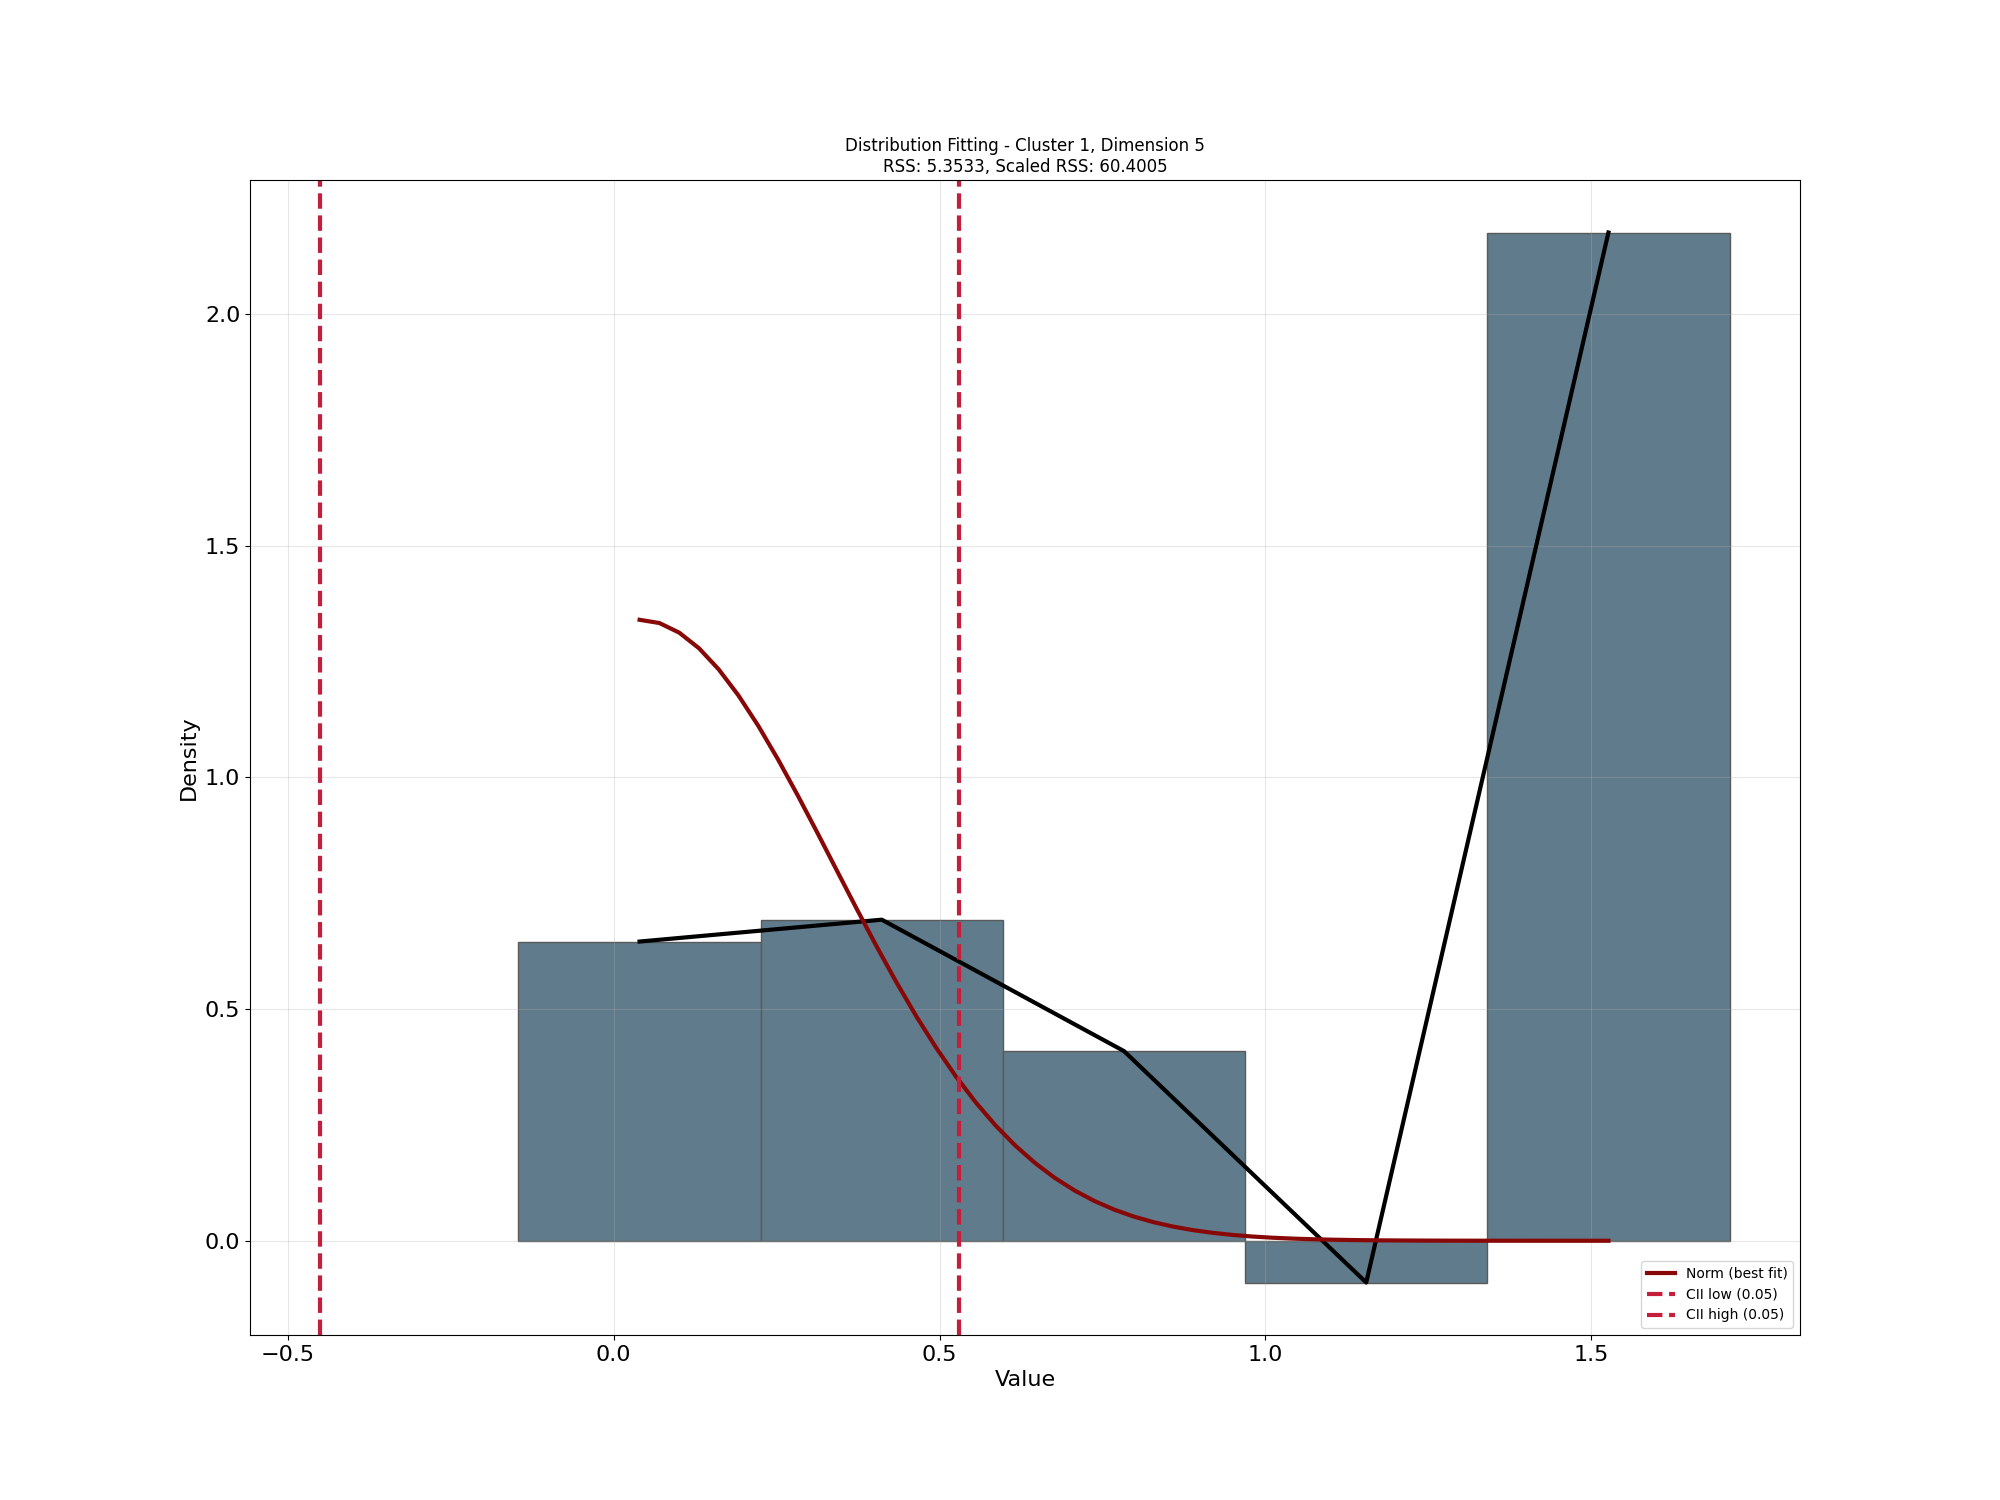 Distribution Fitting - Cluster 1, Dimension 5
RSS: 5.3533, Scaled RSS: 60.4005
Density
2.0
1.5
1.0
0.5
0.0
−0.5
0.0
0.5
1.0
1.5
Value
Norm (best fit)
CII low (0.05)
CII high (0.05)